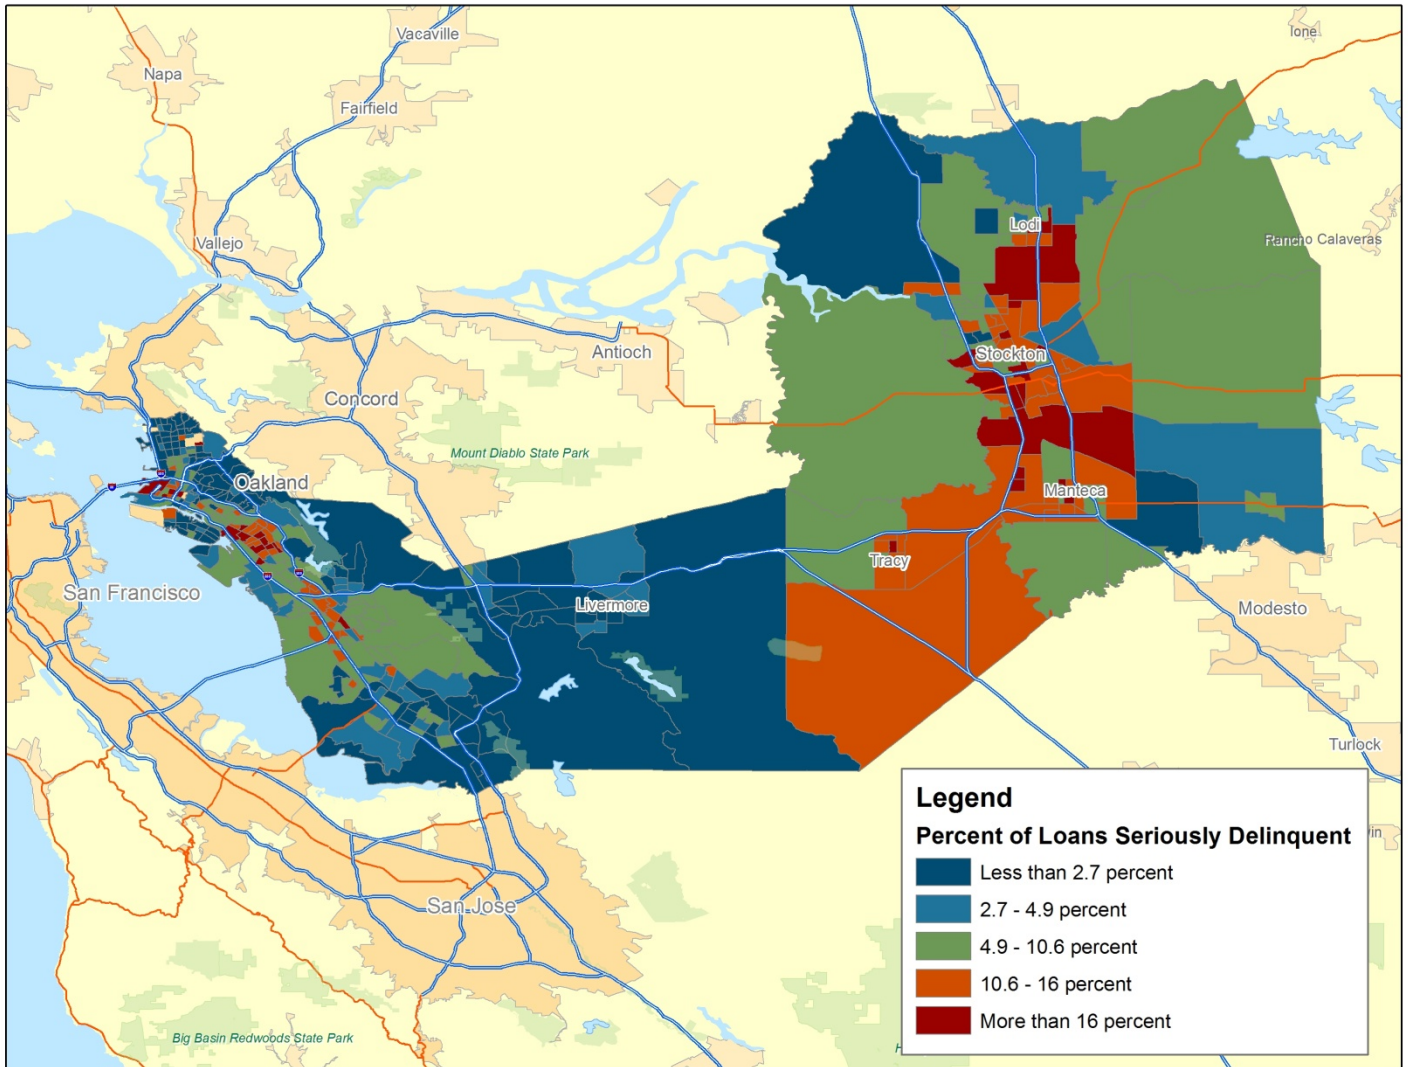 Vacaville
Ione
Napa
Fairfield
Vallejo
Lodi
Rancho Calaveras
Antioch
Stockton
Concord
Mount Diablo State Park
Oakland
Manteca
Tracy
San Francisco
Livermore
Modesto
Turlock
Legend
Percent of Loans Seriously Delinquent
Less than 2.7 percent
2.7 - 4.9 percent
4.9 - 10.6 percent
10.6 - 16 percent
More than 16 percent
San Jose
Big Basin Redwoods State Park